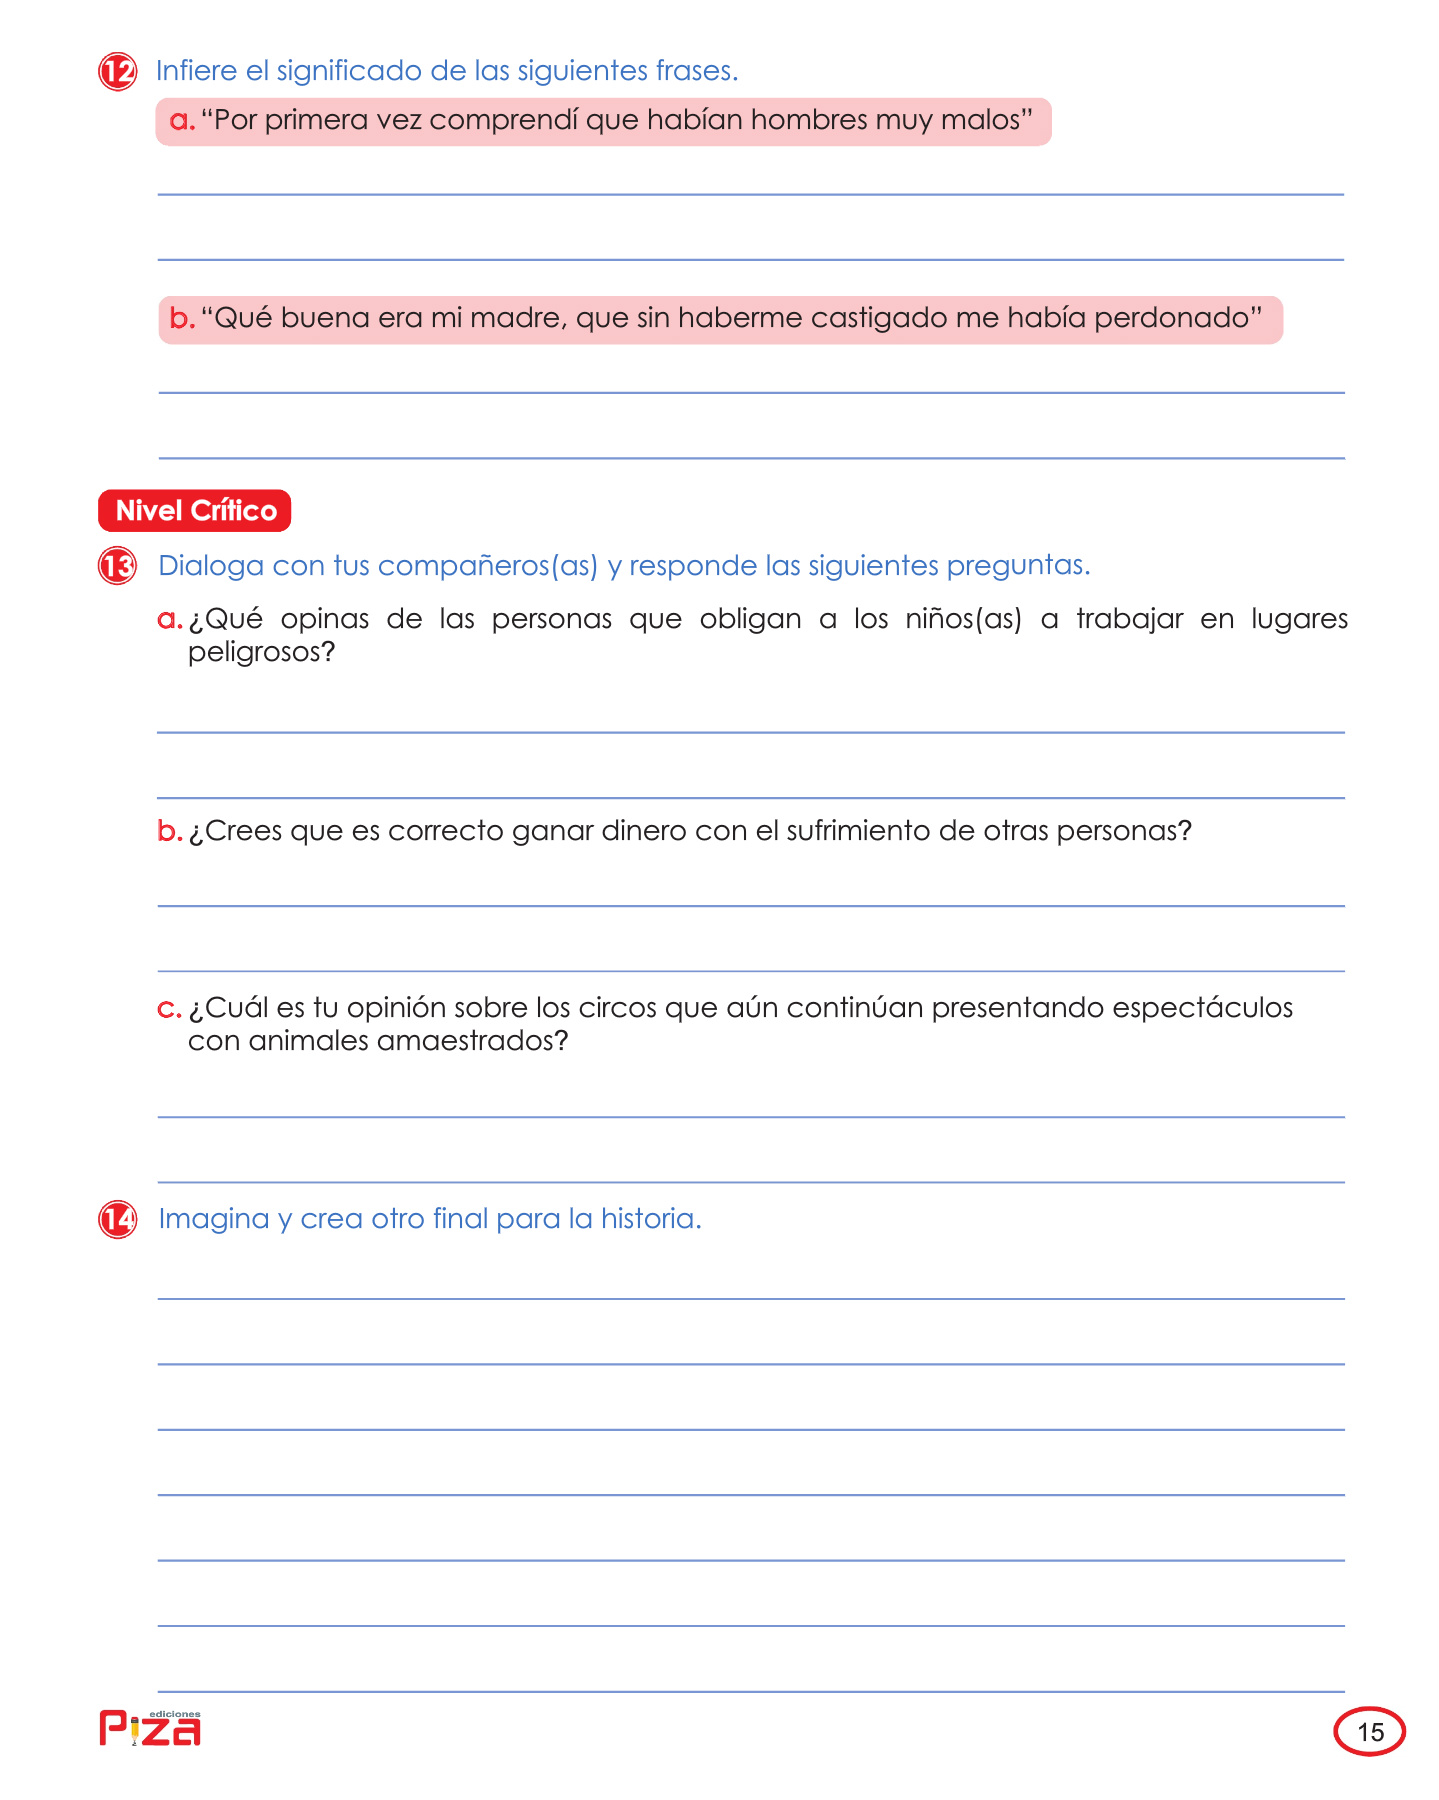 12 Infiere el significado de las siguientes frases.
a. “Por primera vez comprendí que habían hombres muy malos”
b. “Qué buena era mi madre, que sin haberme castigado me había perdonado”
Nivel Crítico
13 Dialoga con tus compañeros(as) y responde las siguientes preguntas.
a. ¿Qué opinas de las personas que obligan a los niños(as) a trabajar en lugares
peligrosos?
b. ¿Crees que es correcto ganar dinero con el sufrimiento de otras personas?
c. ¿Cuál es tu opinión sobre los circos que aún continúan presentando espectáculos
con animales amaestrados?
14 Imagina y crea otro final para la historia.
ediciones
Piza
15